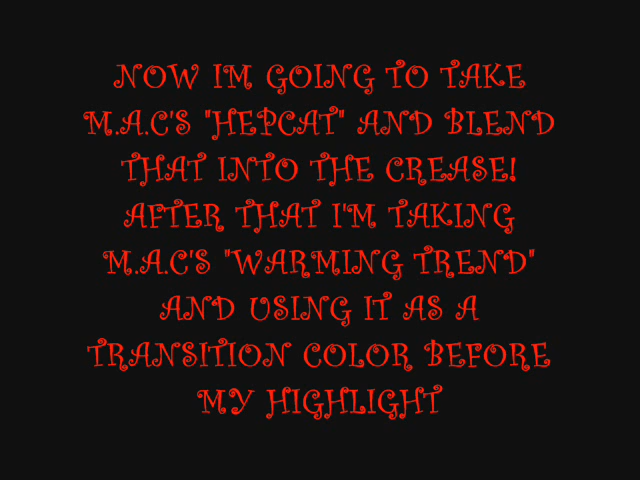 NOW IM GOING TO TAKE
M.A.C'S "HEPCAT" AND BLEND
THAT INTO THE CREASE!
AFTER THAT I'M TAKING
M.A.C'S "WARMING TREND"
AND USING IT AS A
TRANSITION COLOR BEFORE
MY HIGHLIGHT